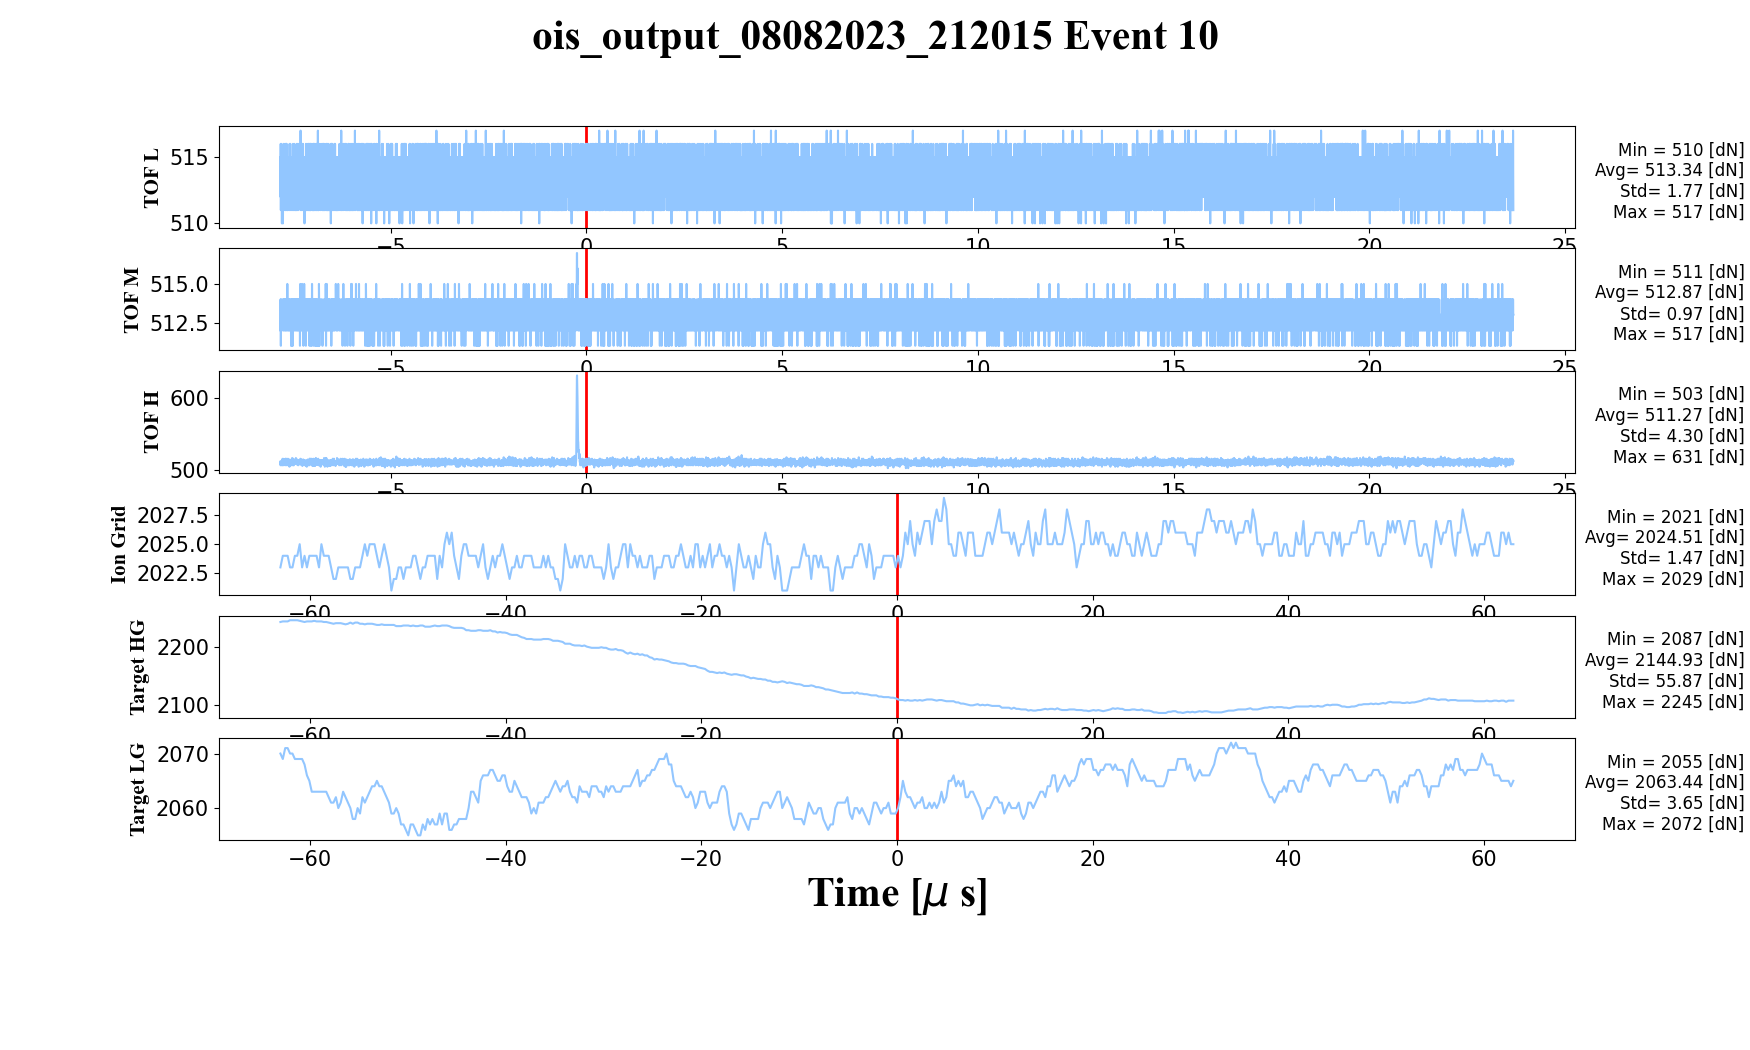 ois_output_08082023_212015 Event 10
TOF L
515
510
Min = 510 [dN]
Avg= 513.34 [dN]
Std= 1.77 [dN]
Max = 517 [dN]
−5 0 5 10 15 20 25
TOF M
515.0
512.5
Min = 511 [dN]
Avg= 512.87 [dN]
Std= 0.97 [dN]
Max = 517 [dN]
−5 0 5 10 15 20 25
TOF H
600
500
Min = 503 [dN]
Avg= 511.27 [dN]
Std= 4.30 [dN]
Max = 631 [dN]
−5 0 5 10 15 20 25
Ion Grid
2027.5
2025.0
2022.5
Min = 2021 [dN]
Avg= 2024.51 [dN]
Std= 1.47 [dN]
Max = 2029 [dN]
−60 −40 −20 0 20 40 60
Target HG
2200
2100
Min = 2087 [dN]
Avg= 2144.93 [dN]
Std= 55.87 [dN]
Max = 2245 [dN]
−60 −40 −20 0 20 40 60
Target LG
2070
2060
Min = 2055 [dN]
Avg= 2063.44 [dN]
Std= 3.65 [dN]
Max = 2072 [dN]
−60 −40 −20 0 20 40 60
Time [μ s]